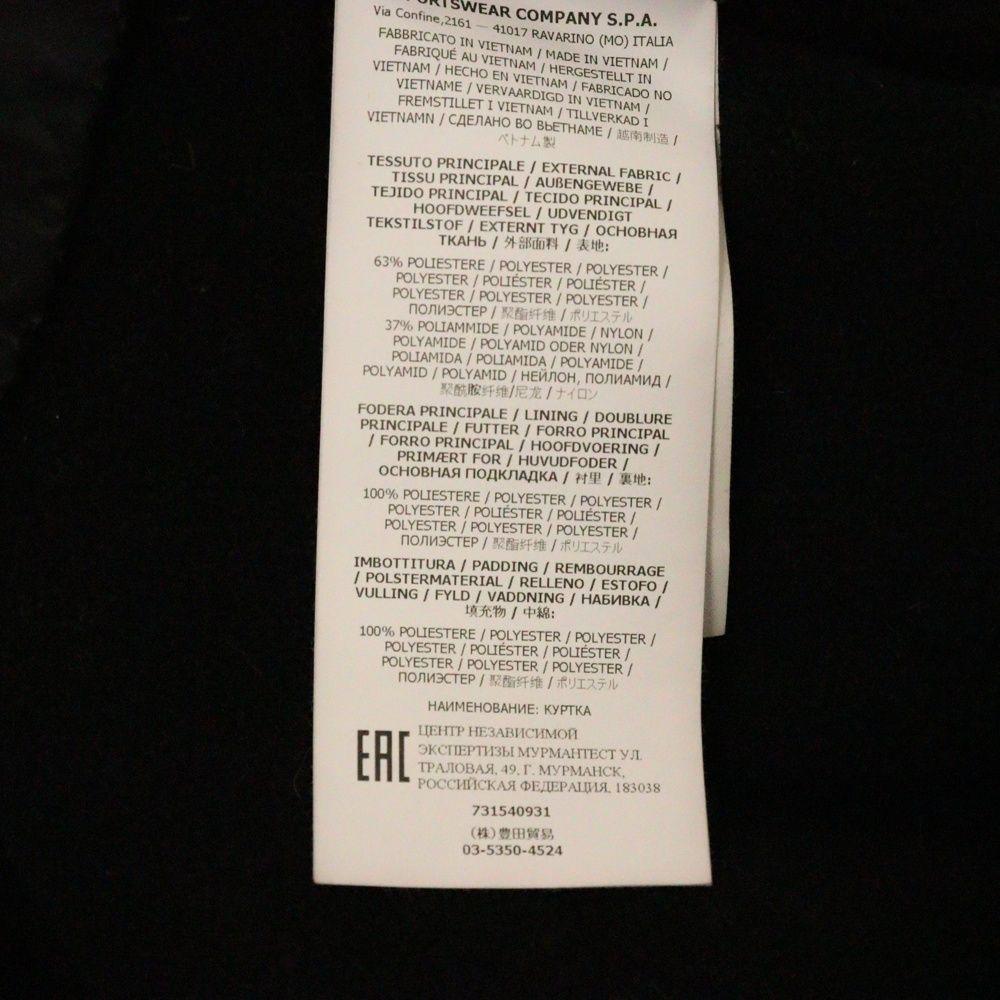 PORTSWEAR COMPANY S.P.A.
Via Confine,2161 — 41017 RAVARINO (MO) ITALIA
FABBRICATO IN VIETNAM / MADE IN VIETNAM /
FABRIQUÉ AU VIETNAM / HERGESTELLT IN
VIETNAM / HECHO EN VIETNAM / FABRICADO NO
VIETNAME / VERVAARDIGD IN VIETNAM /
FREMSTILLET I VIETNAM / TILLVERKAD I
VIETNAMN / СДЕЛАНО ВО ВЬЕТНАМЕ / 越南制造 /
ベトナム製
TESSUTO PRINCIPALE / EXTERNAL FABRIC /
TISSU PRINCIPAL / AUßENGEWEBE /
TEJIDO PRINCIPAL / TECIDO PRINCIPAL /
HOOFDWEEFSEL / UDVENDIGT
TEKSTILSTOF / EXTERNT TYG / ОСНОВНАЯ
ТКАНЬ / 外部面料 / 表地:
63% POLIESTERE / POLYESTER / POLYESTER /
POLYESTER / POLIÉSTER / POLIÉSTER /
POLYESTER / POLYESTER / POLYESTER /
ПОЛИЭСТЕР / 聚酯纤维 / ポリエステル
37% POLIAMMIDE / POLYAMIDE / NYLON /
POLYAMIDE / POLYAMID ODER NYLON /
POLIAMIDA / POLIAMIDA / POLYAMIDE /
POLYAMID / POLYAMID / НЕЙЛОН, ПОЛИАМИД /
聚酰胺纤维/尼龙 / ナイロン
FODERA PRINCIPALE / LINING / DOUBLURE
PRINCIPALE / FUTTER / FORRO PRINCIPAL
/ FORRO PRINCIPAL / HOOFDVOERING /
PRIMÆRT FOR / HUVUDFODER /
ОСНОВНАЯ ПОДКЛАДКА / 衬里 / 裏地:
100% POLIESTERE / POLYESTER / POLYESTER /
POLYESTER / POLIÉSTER / POLIÉSTER /
POLYESTER / POLYESTER / POLYESTER /
ПОЛИЭСТЕР / 聚酯纤维 / ポリエステル
IMBOTTITURA / PADDING / REMBOURRAGE
/ POLSTERMATERIAL / RELLENO / ESTOFO /
VULLING / FYLD / VADDNING / НАБИВКА /
填充物 / 中綿:
100% POLIESTERE / POLYESTER / POLYESTER /
POLYESTER / POLIÉSTER / POLIÉSTER /
POLYESTER / POLYESTER / POLYESTER /
ПОЛИЭСТЕР / 聚酯纤维 / ポリエステル
НАИМЕНОВАНИЕ: КУРТКА
EAC
ЦЕНТР НЕЗАВИСИМОЙ
ЭКСПЕРТИЗЫ МУРМАНТЕСТ УЛ.
ТРАЛОВАЯ, 49, Г. МУРМАНСК,
РОССИЙСКАЯ ФЕДЕРАЦИЯ, 183038
731540931
(株)豊田貿易
03-5350-4524